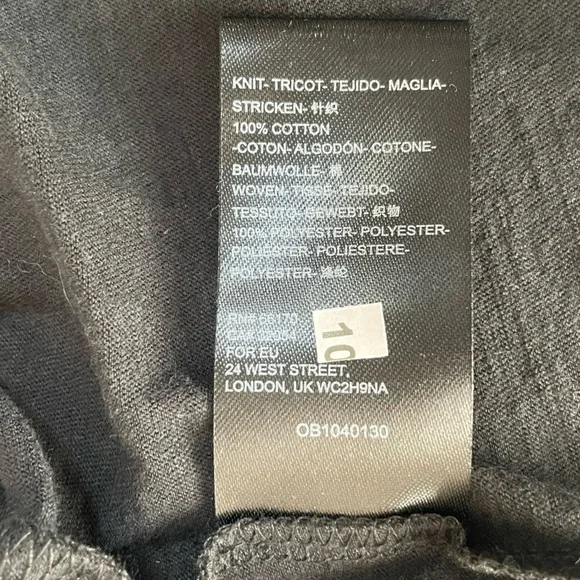 KNIT- TRICOT- TEJIDO- MAGLIA-
STRICKEN- 针织
100% COTTON
-COTON- ALGODÓN- COTONE-
BAUMWOLLE- 棉
WOVEN- TISSÉ- TEJIDO-
TESSUTO- GEWEBT- 织物
100% POLYESTER- POLYESTER-
POLIÉSTER- POLIESTERE-
POLYESTER- 涤纶
10
FOR EU
24 WEST STREET,
LONDON, UK WC2H9NA
OB1040130